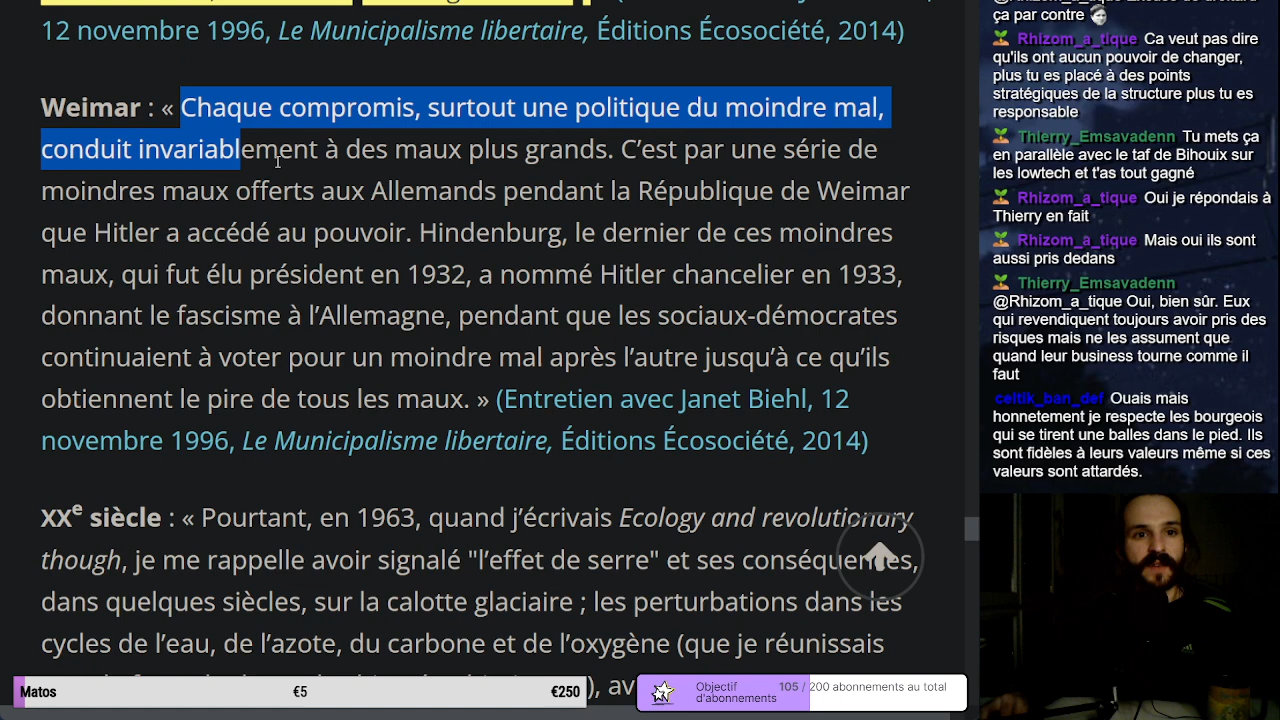 12 novembre 1996, Le Municipalisme libertaire, Éditions Écosociété, 2014)
Weimar : « Chaque compromis, surtout une politique du moindre mal,
conduit invariablement à des maux plus grands. C’est par une série de
moindres maux offerts aux Allemands pendant la République de Weimar
que Hitler a accédé au pouvoir. Hindenburg, le dernier de ces moindres
maux, qui fut élu président en 1932, a nommé Hitler chancelier en 1933,
donnant le fascisme à l’Allemagne, pendant que les sociaux-démocrates
continuaient à voter pour un moindre mal après l’autre jusqu’à ce qu’ils
obtiennent le pire de tous les maux. » (Entretien avec Janet Biehl, 12
novembre 1996, Le Municipalisme libertaire, Éditions Écosociété, 2014)
XXe siècle : « Pourtant, en 1963, quand j’écrivais Ecology and revolutionary
though, je me rappelle avoir signalé "l’effet de serre" et ses conséquences,
dans quelques siècles, sur la calotte glaciaire ; les perturbations dans les
cycles de l’eau, de l’azote, du carbone et de l’oxygène (que je réunissais
), av
Matos €5 €250
Objectif d'abonnements
105 / 200 abonnements au total
ça par contre
Rhizom_a_tique Ca veut pas dire
qu'ils ont aucun pouvoir de changer,
plus tu es placé à des points
stratégiques de la structure plus tu es
responsable
Thierry_Emsavadenn Tu mets ça
en parallèle avec le taf de Bihouix sur
les lowtech et t'as tout gagné
Rhizom_a_tique Oui je répondais à
Thierry en fait
Rhizom_a_tique Mais oui ils sont
aussi pris dedans
Thierry_Emsavadenn
@Rhizom_a_tique Oui, bien sûr. Eux
qui revendiquent toujours avoir pris des
risques mais ne les assument que
quand leur business tourne comme il
faut
celtik_ban_def Ouais mais
honnetement je respecte les bourgeois
qui se tirent une balles dans le pied. Ils
sont fidèles à leurs valeurs même si ces
valeurs sont attardés.